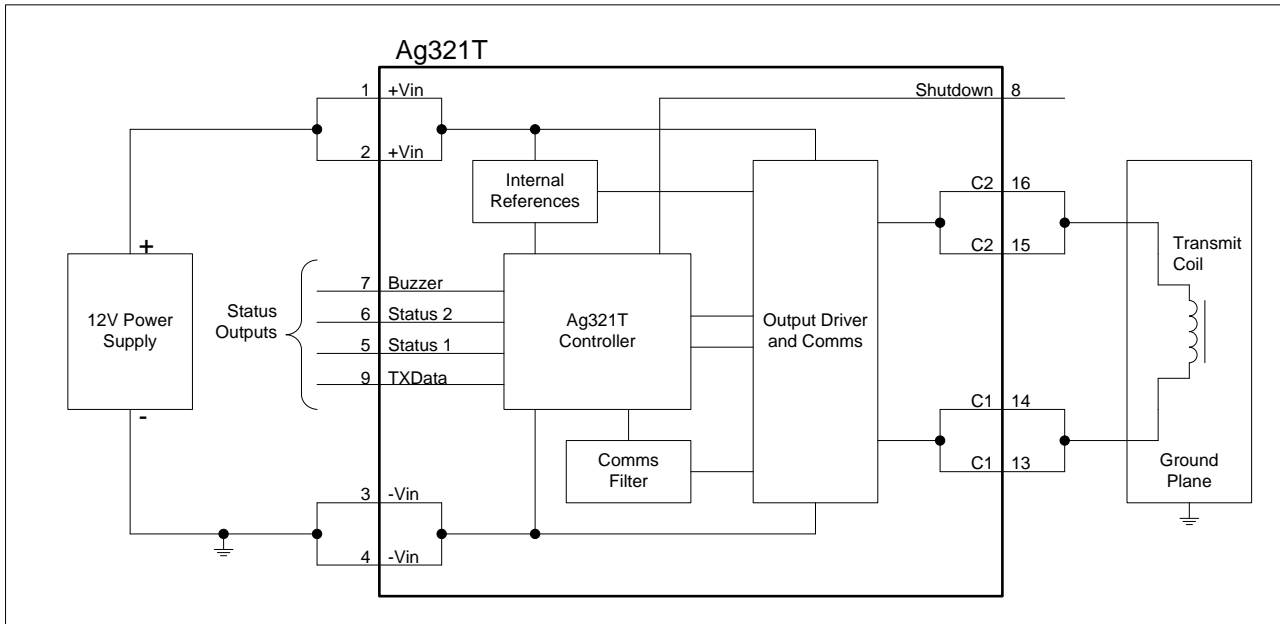 Ag321T
1 +Vin
2 +Vin
Shutdown 8
Internal
References
C2 16
C2 15
Transmit
Coil
+
12V Power
Supply
-
Status
Outputs
7 Buzzer
6 Status 2
5 Status 1
9 TXData
Ag321T
Controller
Output Driver
and Comms
Comms
Filter
C1 14
C1 13
Ground
Plane
3 -Vin
4 -Vin